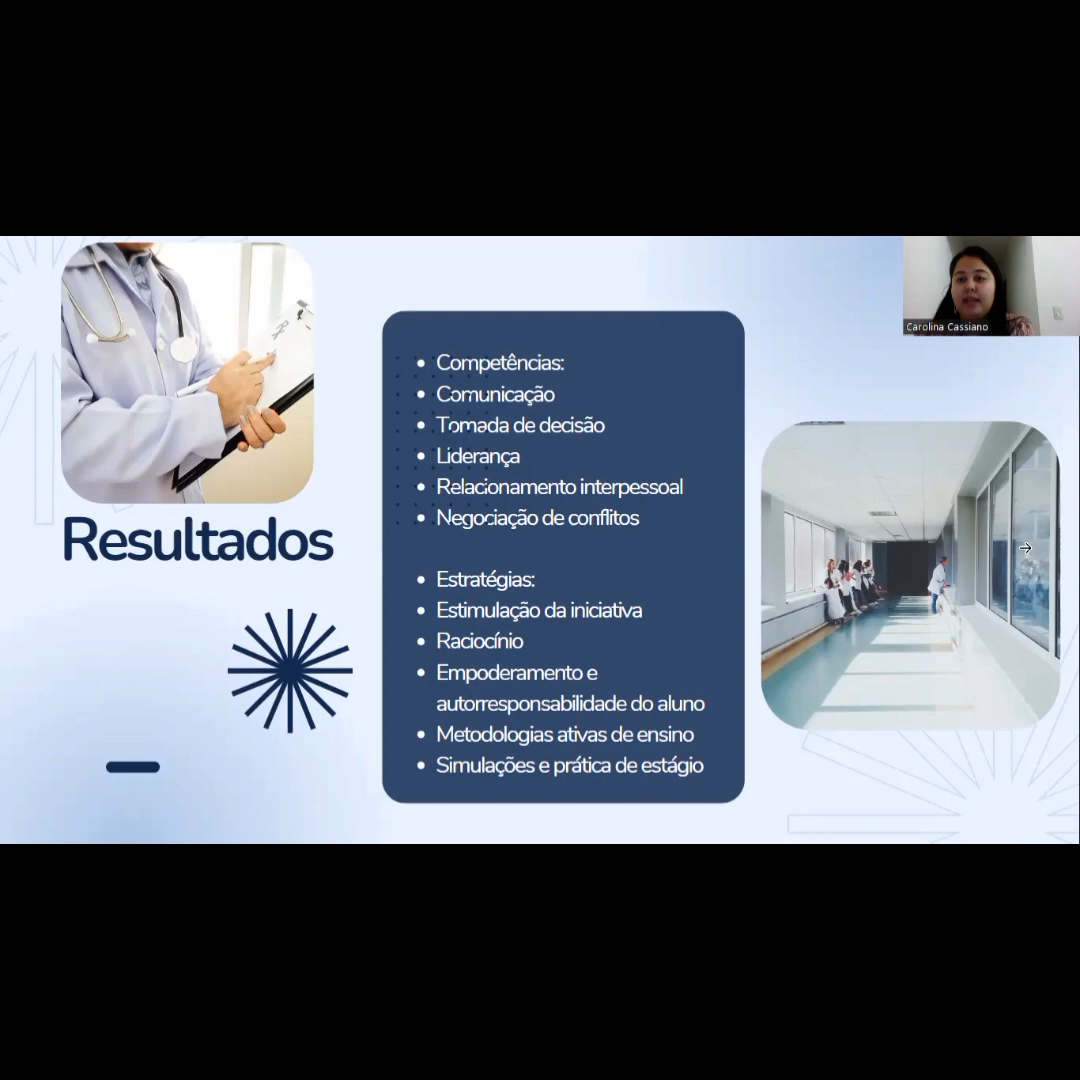 Carolina Cassiano
Resultados
Competências:
Comunicação
Tomada de decisão
Liderança
Relacionamento interpessoal
Negociação de conflitos
Estratégias:
Estimulação da iniciativa
Raciocínio
Empoderamento e
autorresponsabilidade do aluno
Metodologias ativas de ensino
Simulações e prática de estágio